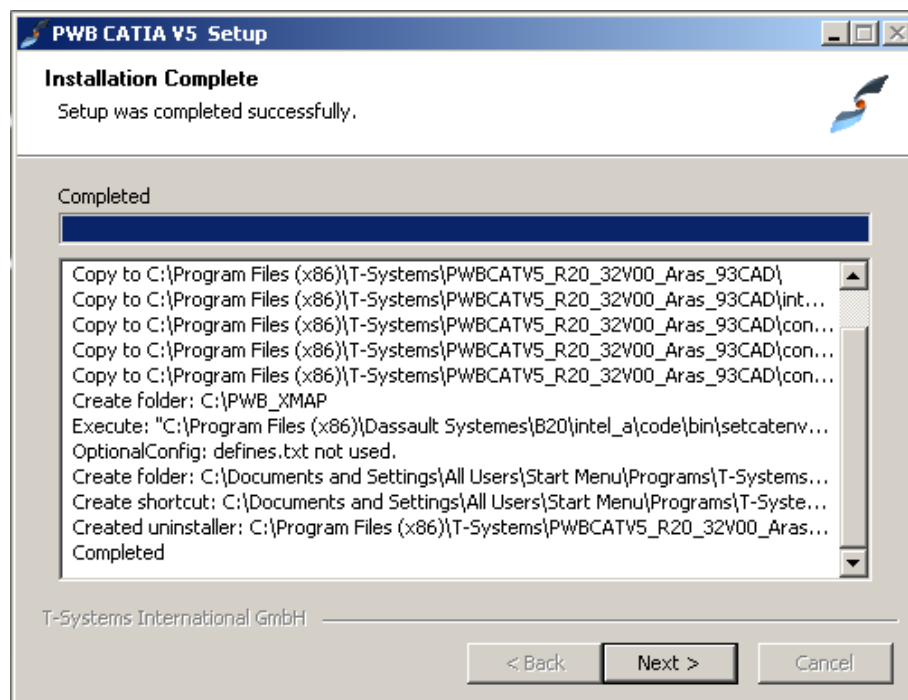 PWB CATIA V5  Setup
Installation Complete
Setup was completed successfully.
Completed
Copy to C:\Program Files (x86)\T-Systems\PWBCATV5_R20_32V00_Aras_93CAD\
Copy to C:\Program Files (x86)\T-Systems\PWBCATV5_R20_32V00_Aras_93CAD\int...
Copy to C:\Program Files (x86)\T-Systems\PWBCATV5_R20_32V00_Aras_93CAD\con...
Copy to C:\Program Files (x86)\T-Systems\PWBCATV5_R20_32V00_Aras_93CAD\con...
Copy to C:\Program Files (x86)\T-Systems\PWBCATV5_R20_32V00_Aras_93CAD\con...
Create folder: C:\PWB_XMAP
Execute: "C:\Program Files (x86)\Dassault Systemes\B20\intel_a\code\bin\setcatenv...
OptionalConfig: defines.txt not used.
Create folder: C:\Documents and Settings\All Users\Start Menu\Programs\T-Systems...
Create shortcut: C:\Documents and Settings\All Users\Start Menu\Programs\T-Syste...
Created uninstaller: C:\Program Files (x86)\T-Systems\PWBCATV5_R20_32V00_Aras...
Completed
T-Systems International GmbH
< Back
Next >
Cancel